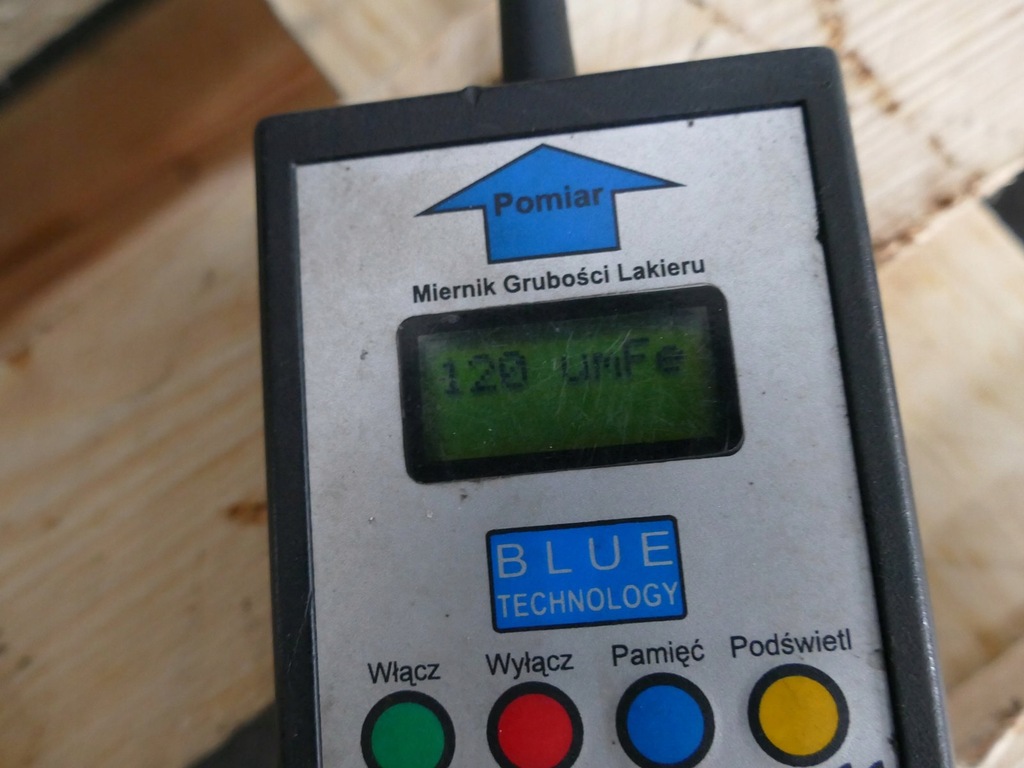 Pomiar
Miernik Grubości Lakieru
120 umFe
BLUE
TECHNOLOGY
Włącz Wyłącz Pamięć Podświetl